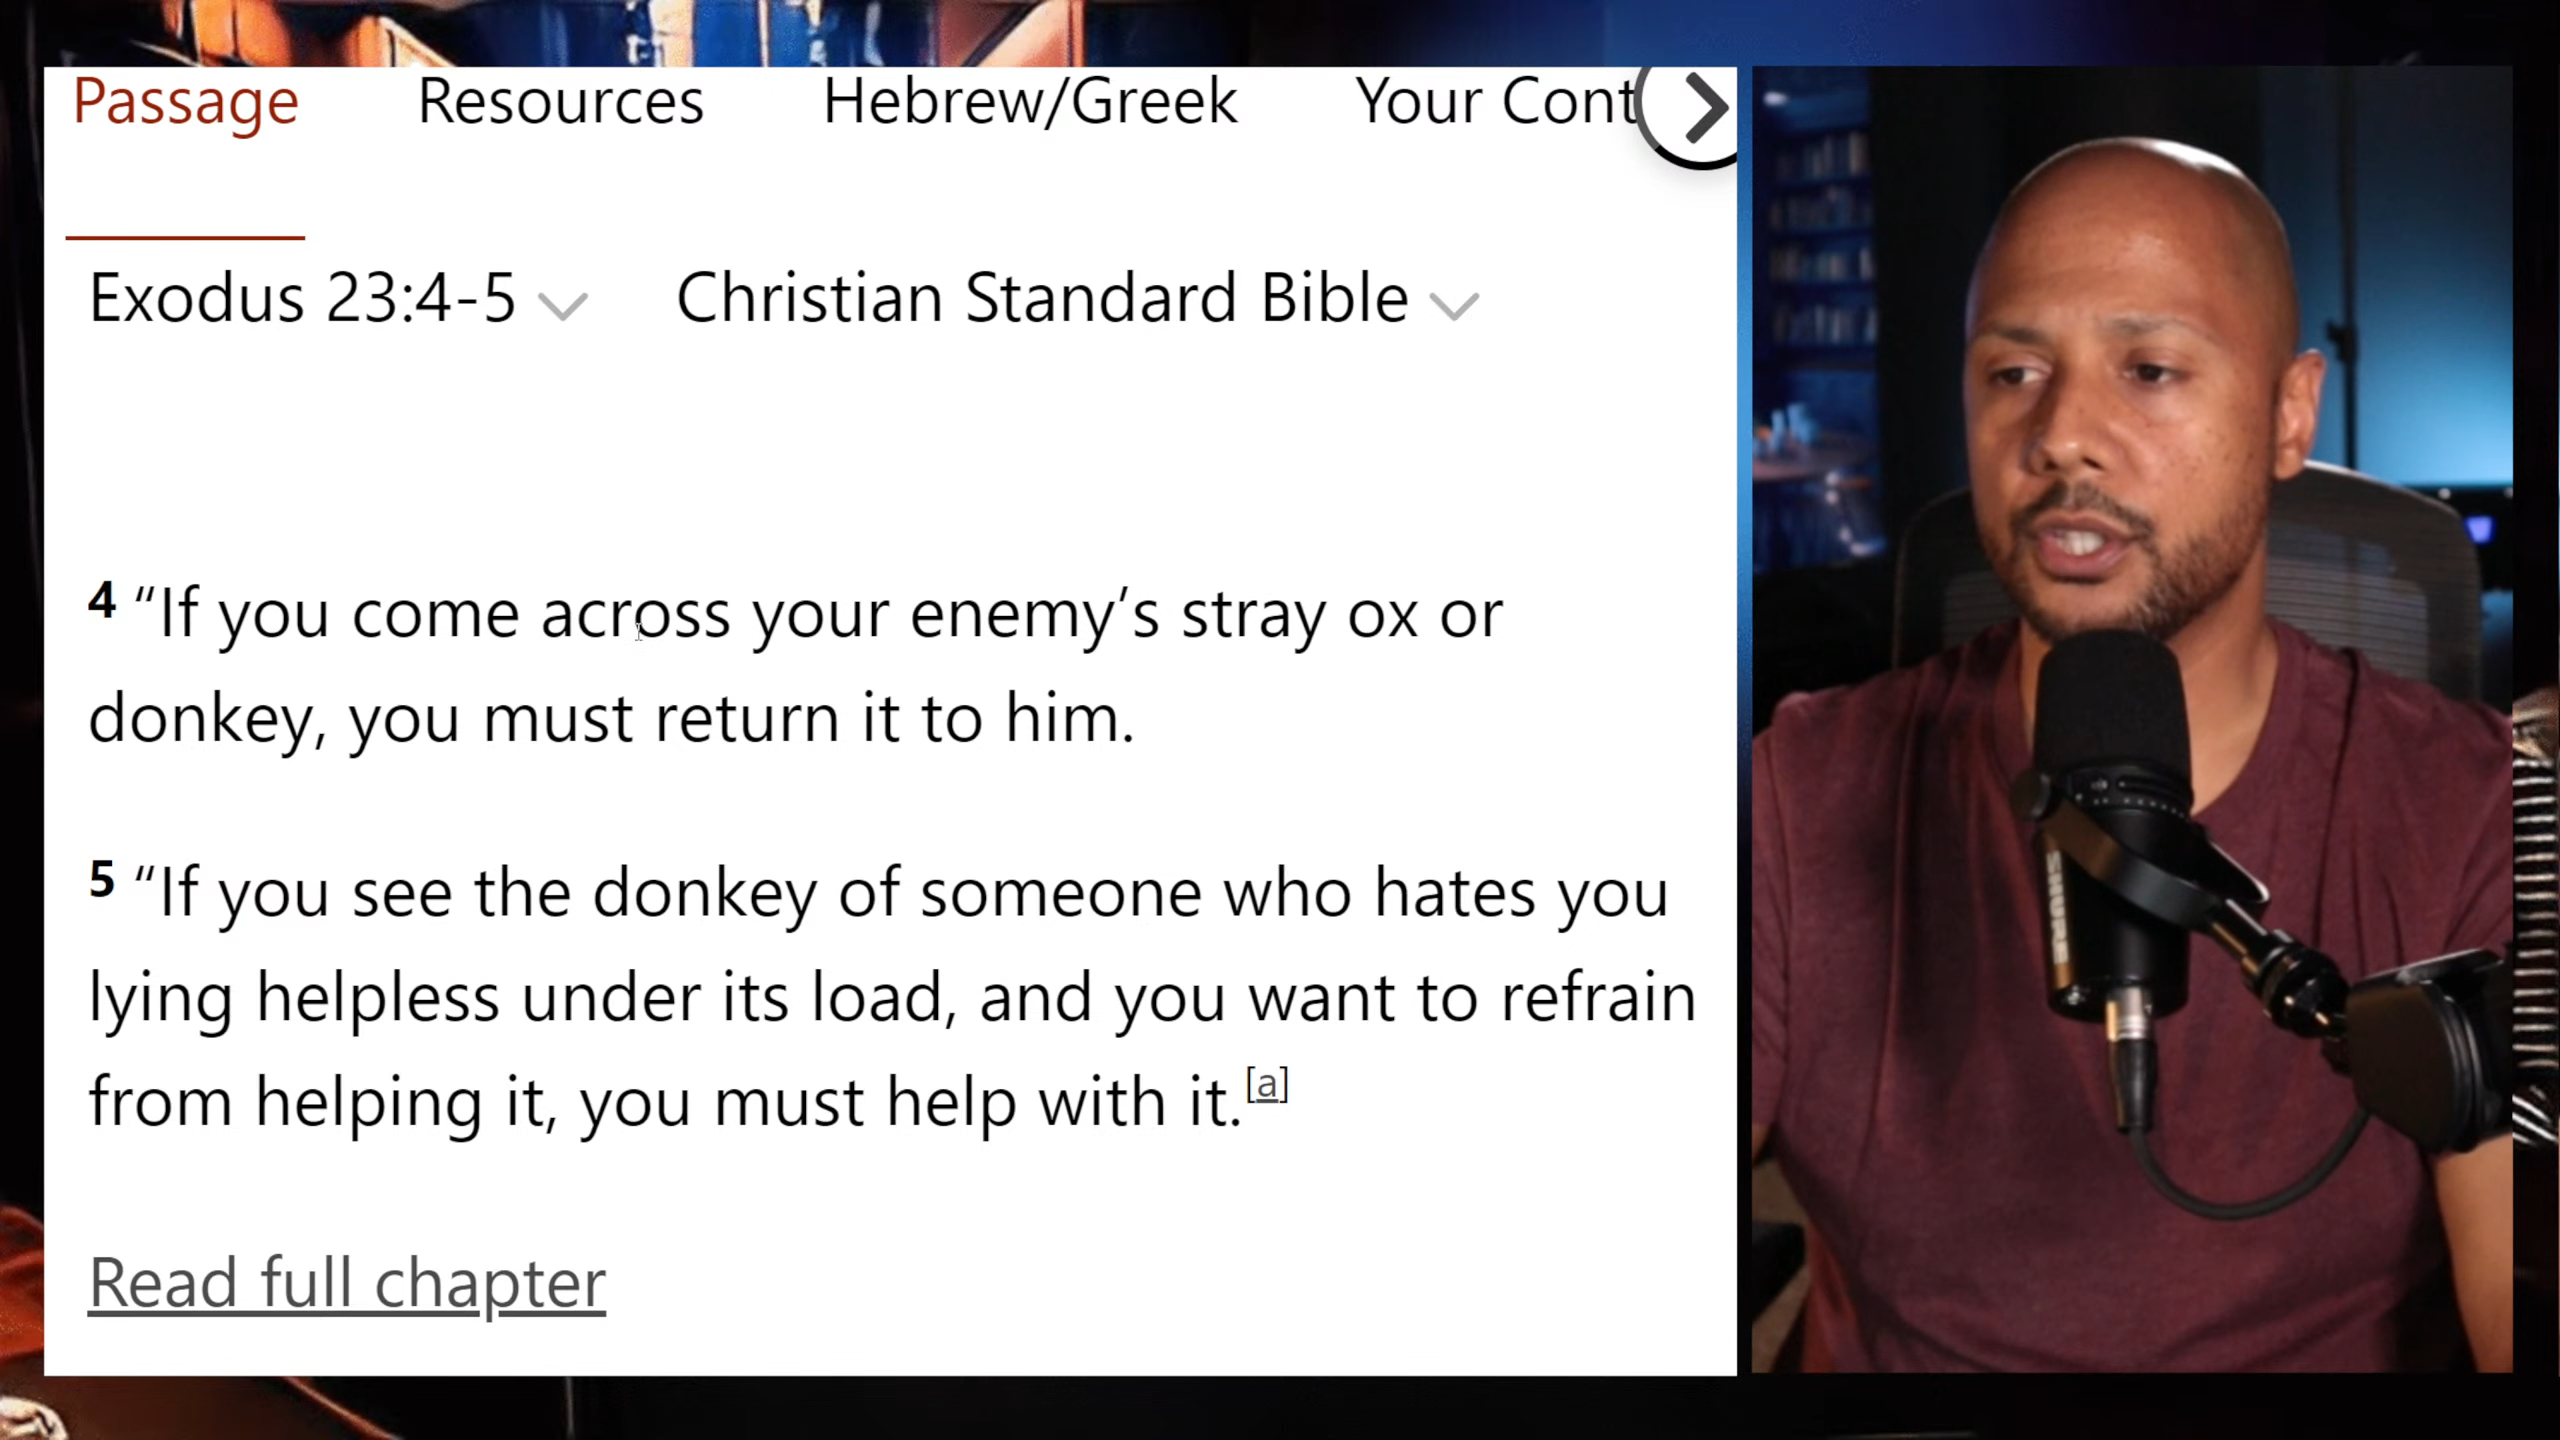 Passage Resources Hebrew/Greek Your Cont
Exodus 23:4-5 Christian Standard Bible
4 “If you come across your enemy’s stray ox or
donkey, you must return it to him.
5 “If you see the donkey of someone who hates you
lying helpless under its load, and you want to refrain
from helping it, you must help with it.[a]
Read full chapter
SHURE